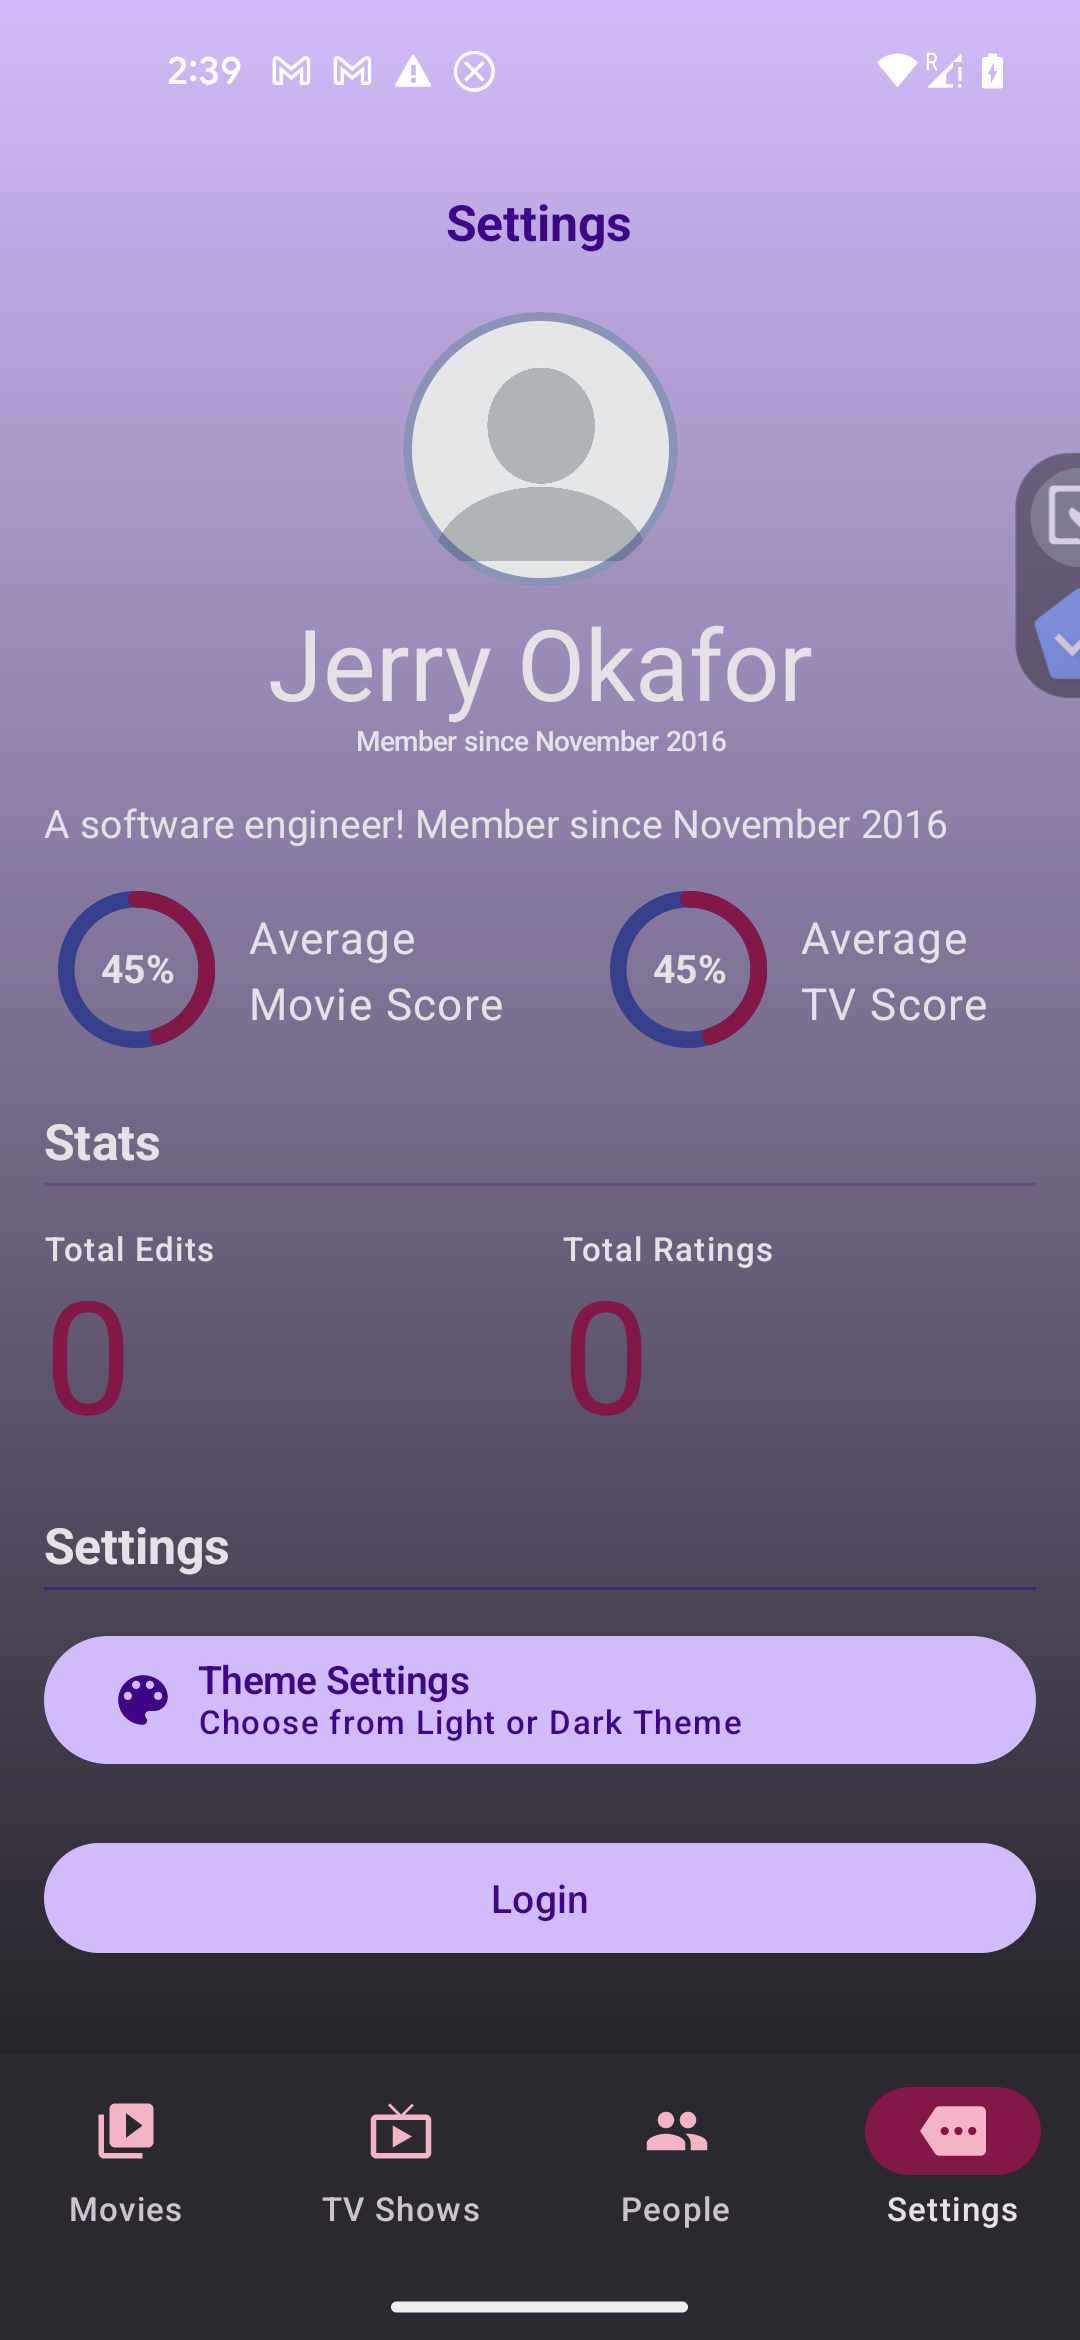 2:39
R
Settings
Jerry Okafor
Member since November 2016
A software engineer! Member since November 2016
45%
Average
Movie Score
45%
Average
TV Score
Stats
Total Edits
Total Ratings
0
0
Settings
Theme Settings
Choose from Light or Dark Theme
Login
Movies
TV Shows
People
Settings